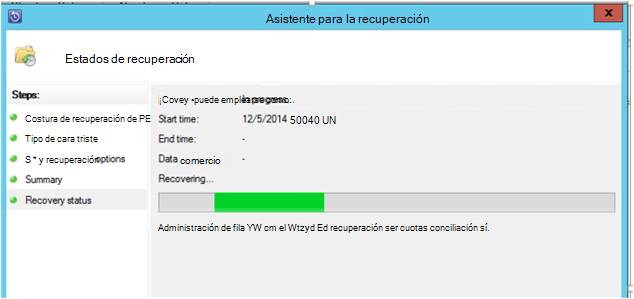 Asistente para la recuperación
x
Estados de recuperación
Steps:
Costura de recuperación de PE
Tipo de cara triste
S * y recuperación options
Summary
Recovery status
¡Covey •puede emplearse como:.
Start time: 12/5/2014 50040 UN
End time: -
Data comercio -
Recovering...
Administración de fila YW cm el Wtzyd Ed recuperación ser cuotas conciliación sí.